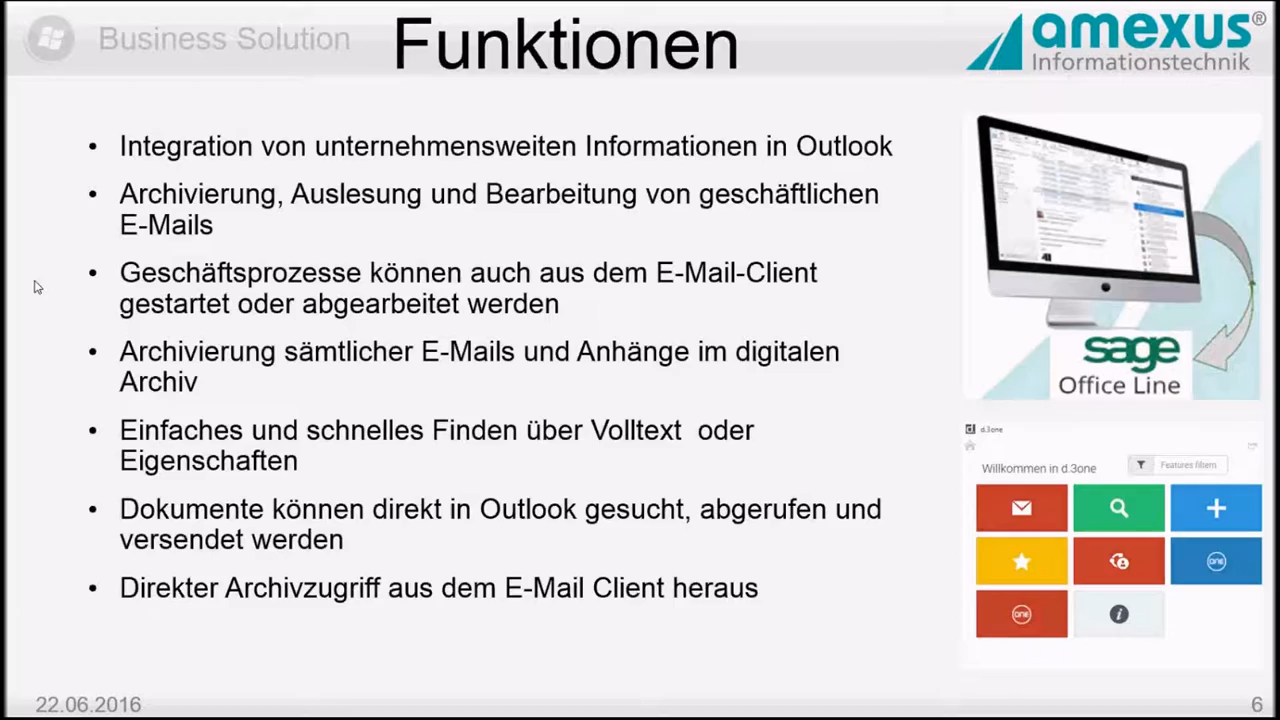 Business Solution
Funktionen
amexus®
Informationstechnik
• Integration von unternehmensweiten Informationen in Outlook
• Archivierung, Auslesung und Bearbeitung von geschäftlichen
E-Mails
• Geschäftsprozesse können auch aus dem E-Mail-Client
gestartet oder abgearbeitet werden
• Archivierung sämtlicher E-Mails und Anhänge im digitalen
Archiv
• Einfaches und schnelles Finden über Volltext oder
Eigenschaften
• Dokumente können direkt in Outlook gesucht, abgerufen und
versendet werden
• Direkter Archivzugriff aus dem E-Mail Client heraus
sage
Office Line
d d.3one
Willkommen in d.3one
Features filtern
ONE
ONE
i
22.06.2016
6